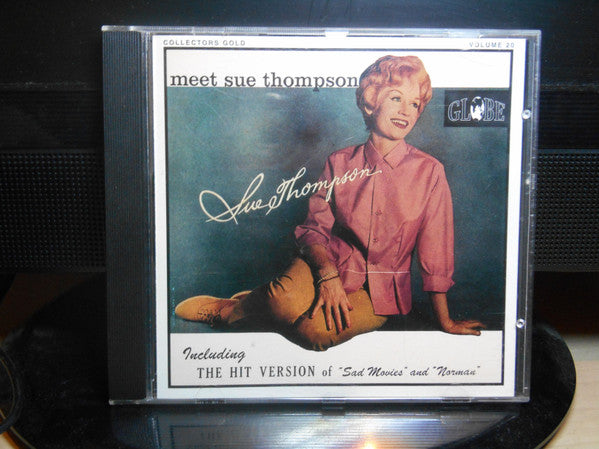 COLLECTORS GOLD
VOLUME 20
meet sue thompson
GLOBE
Sue Thompson
Including
THE HIT VERSION of "Sad Movies" and "Norman"